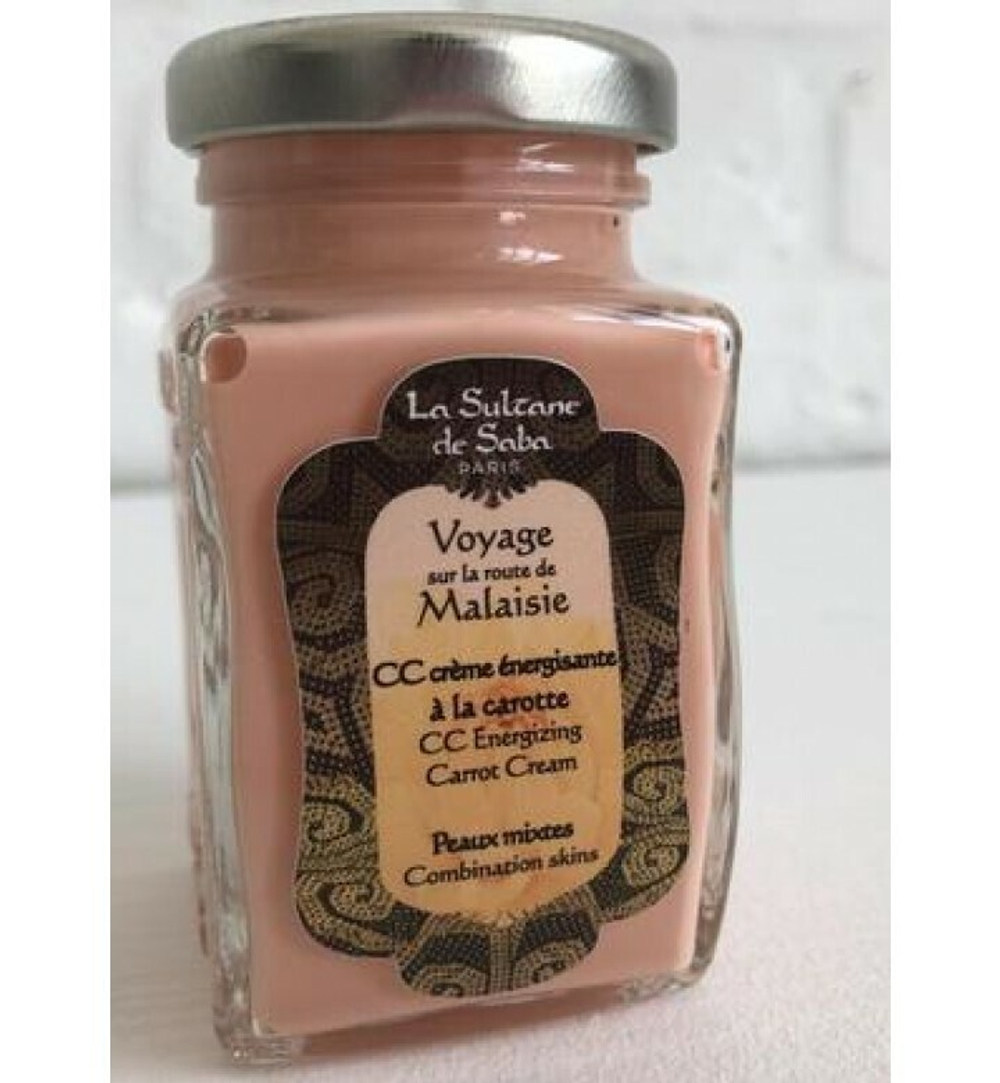 La Sultane
de Saba
PARIS
Voyage
sur la route de
Malaisie
CC crème énergisante
à la carotte
CC Energizing
Carrot Cream
Peaux mixtes
Combination skins